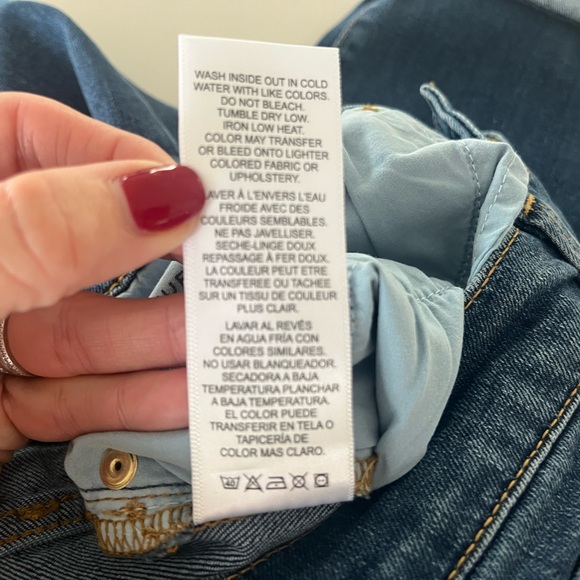 WASH INSIDE OUT IN COLD
WATER WITH LIKE COLORS.
DO NOT BLEACH.
TUMBLE DRY LOW.
IRON LOW HEAT.
COLOR MAY TRANSFER
OR BLEED ONTO LIGHTER
COLORED FABRIC OR
UPHOLSTERY.
AVER À L'ENVERS L'EAU
FROIDE AVEC DES
COULEURS SEMBLABLES.
NE PAS JAVELLISER.
SECHE-LINGE DOUX
REPASSAGE À FER DOUX.
LA COULEUR PEUT ETRE
TRANSFEREE OU TACHEE
SUR UN TISSU DE COULEUR
PLUS CLAIR.
LAVAR AL REVÉS
EN AGUA FRÍA CON
COLORES SIMILARES.
NO USAR BLANQUEADOR.
SECADORA A BAJA
TEMPERATURA PLANCHAR
A BAJA TEMPERATURA.
EL COLOR PUEDE
TRANSFERIR EN TELA O
TAPICERÍA DE
COLOR MAS CLARO.
40